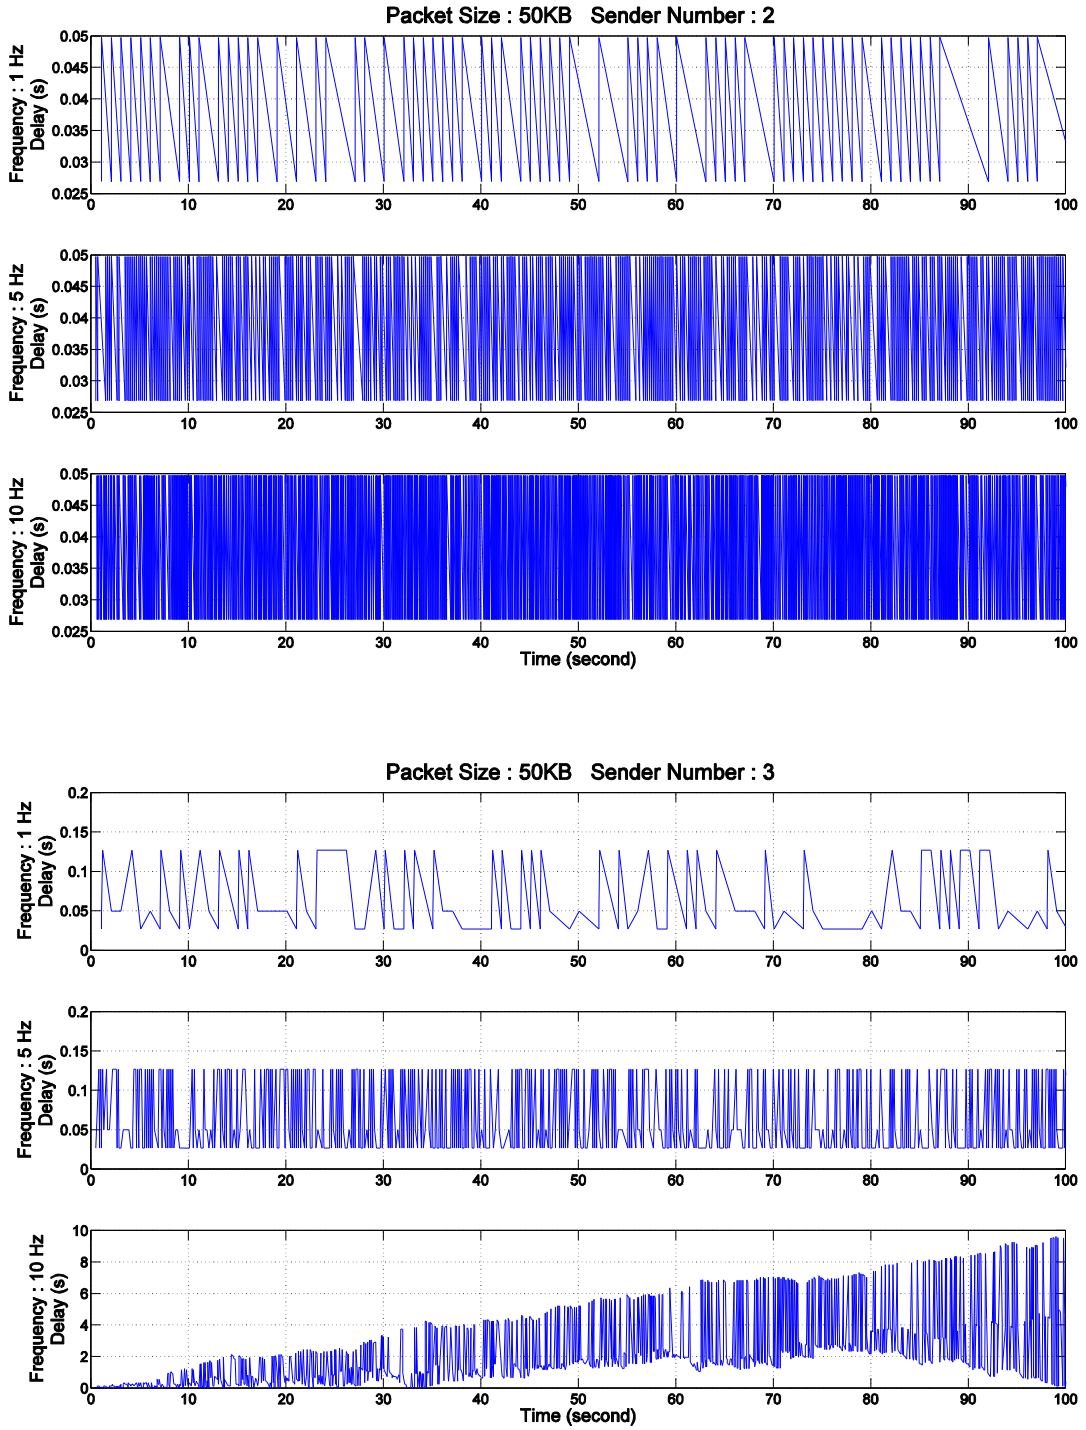 Packet Size : 50KB   Sender Number : 2
Frequency : 1 Hz
Delay (s)
0.05
0.045
0.04
0.035
0.03
0.025
0 10 20 30 40 50 60 70 80 90 100
Frequency : 5 Hz
Delay (s)
0.05
0.045
0.04
0.035
0.03
0.025
0 10 20 30 40 50 60 70 80 90 100
Frequency : 10 Hz
Delay (s)
0.05
0.045
0.04
0.035
0.03
0.025
0 10 20 30 40 50 60 70 80 90 100
Time (second)
Packet Size : 50KB   Sender Number : 3
Frequency : 1 Hz
Delay (s)
0.2
0.15
0.1
0.05
0
0 10 20 30 40 50 60 70 80 90 100
Frequency : 5 Hz
Delay (s)
0.2
0.15
0.1
0.05
0
0 10 20 30 40 50 60 70 80 90 100
Frequency : 10 Hz
Delay (s)
10
8
6
4
2
0
0 10 20 30 40 50 60 70 80 90 100
Time (second)